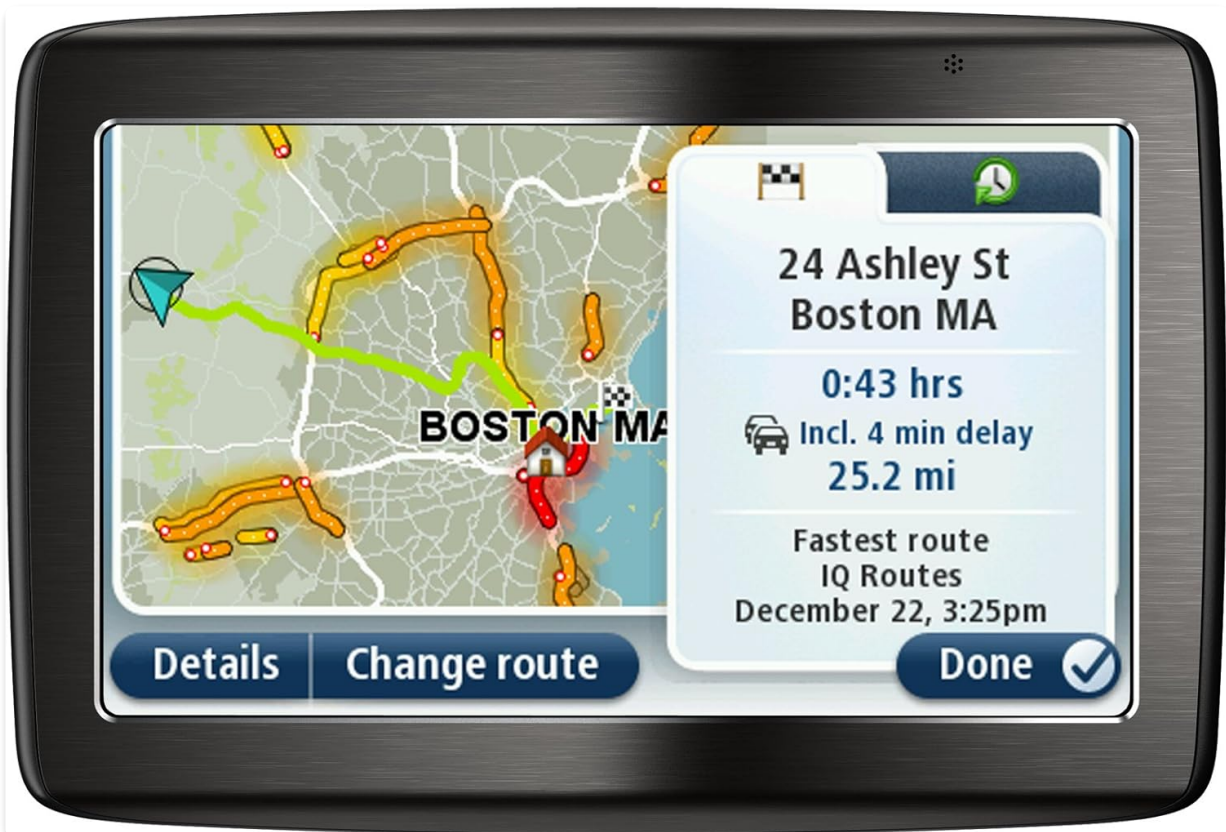 BOSTON MA
24 Ashley St
Boston MA
0:43 hrs
Incl. 4 min delay
25.2 mi
Fastest route
IQ Routes
December 22, 3:25pm
Details
Change route
Done